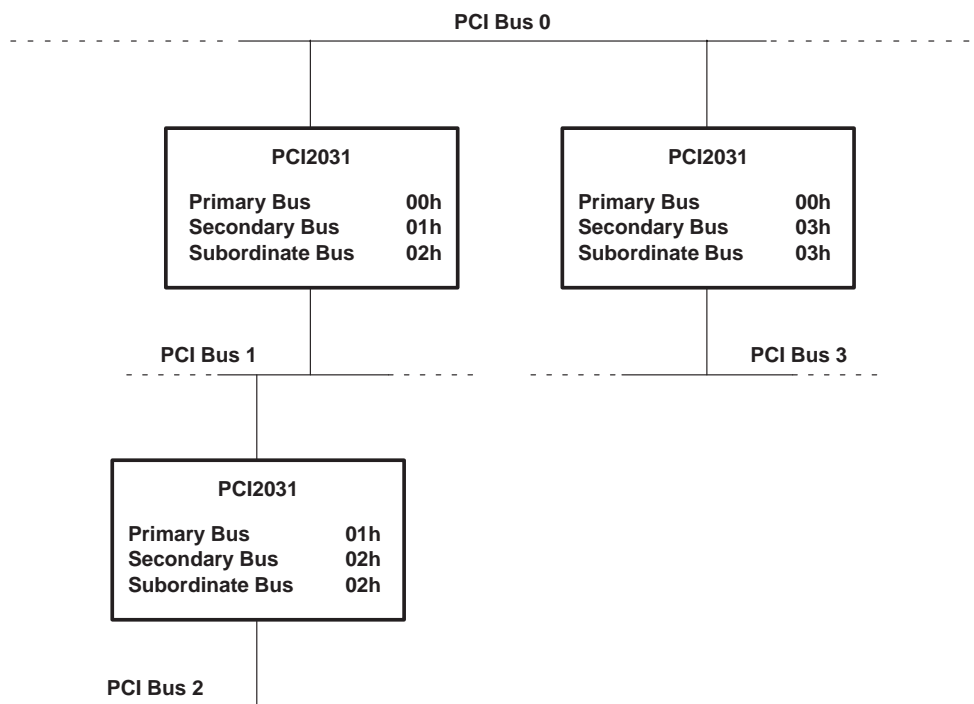 PCI Bus 0
PCI2031
Primary Bus 00h
Secondary Bus 01h
Subordinate Bus 02h
PCI2031
Primary Bus 00h
Secondary Bus 03h
Subordinate Bus 03h
PCI Bus 1
PCI Bus 3
PCI2031
Primary Bus 01h
Secondary Bus 02h
Subordinate Bus 02h
PCI Bus 2